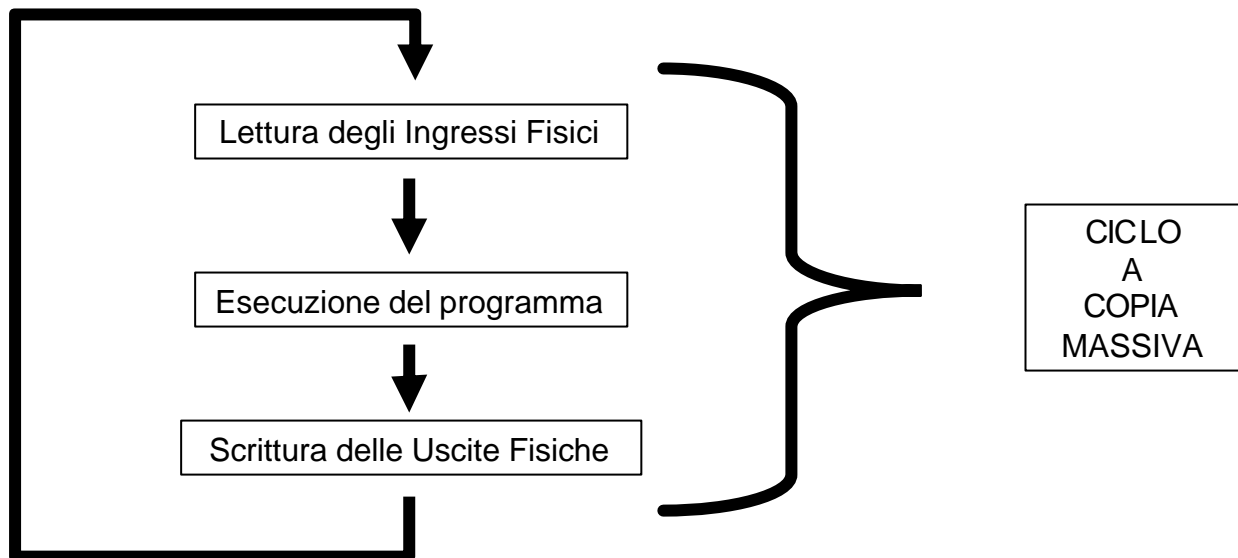 Lettura degli Ingressi Fisici
Esecuzione del programma
Scrittura delle Uscite Fisiche
CICLO
A
COPIA
MASSIVA